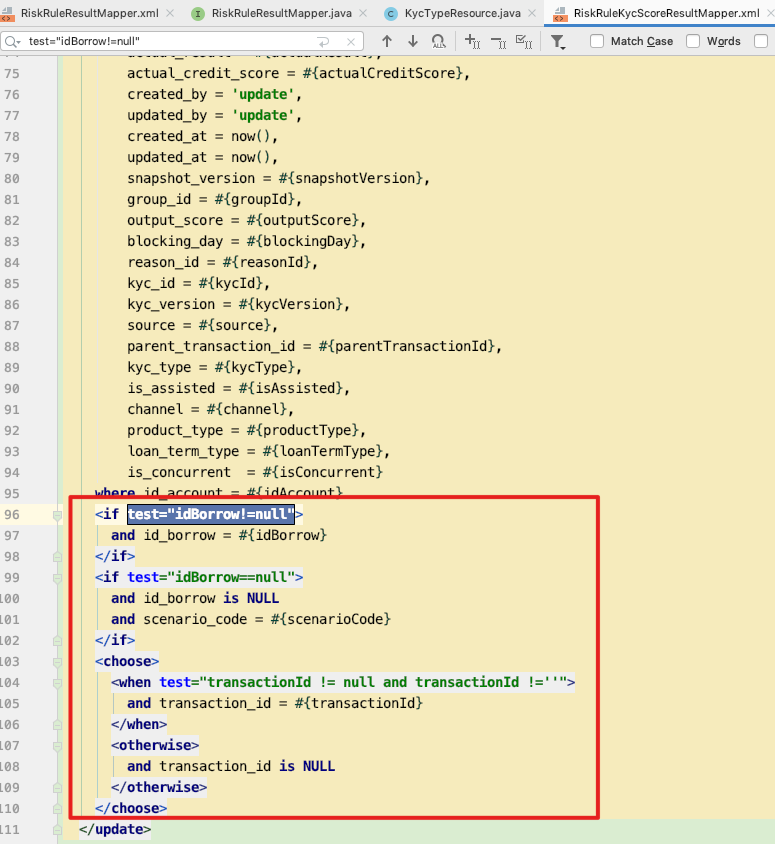 RiskRuleResultMapper.xml RiskRuleResultMapper.java KycTypeResource.java RiskRuleKycScoreResultMapper.xml
test="idBorrow!=null" Match Case Words
75 actual_credit_score = #{actualCreditScore},
76 created_by = 'update',
77 updated_by = 'update',
78 created_at = now(),
79 updated_at = now(),
80 snapshot_version = #{snapshotVersion},
81 group_id = #{groupId},
82 output_score = #{outputScore},
83 blocking_day = #{blockingDay},
84 reason_id = #{reasonId},
85 kyc_id = #{kycId},
86 kyc_version = #{kycVersion},
87 source = #{source},
88 parent_transaction_id = #{parentTransactionId},
89 kyc_type = #{kycType},
90 is_assisted = #{isAssisted},
91 channel = #{channel},
92 product_type = #{productType},
93 loan_term_type = #{loanTermType},
94 is_concurrent  = #{isConcurrent}
95 where id_account = #{idAccount}
96 <if test="idBorrow!=null">
97 and id_borrow = #{idBorrow}
98 </if>
99 <if test="idBorrow==null">
100 and id_borrow is NULL
101 and scenario_code = #{scenarioCode}
102 </if>
103 <choose>
104 <when test="transactionId != null and transactionId !=''">
105 and transaction_id = #{transactionId}
106 </when>
107 <otherwise>
108 and transaction_id is NULL
109 </otherwise>
110 </choose>
111 </update>